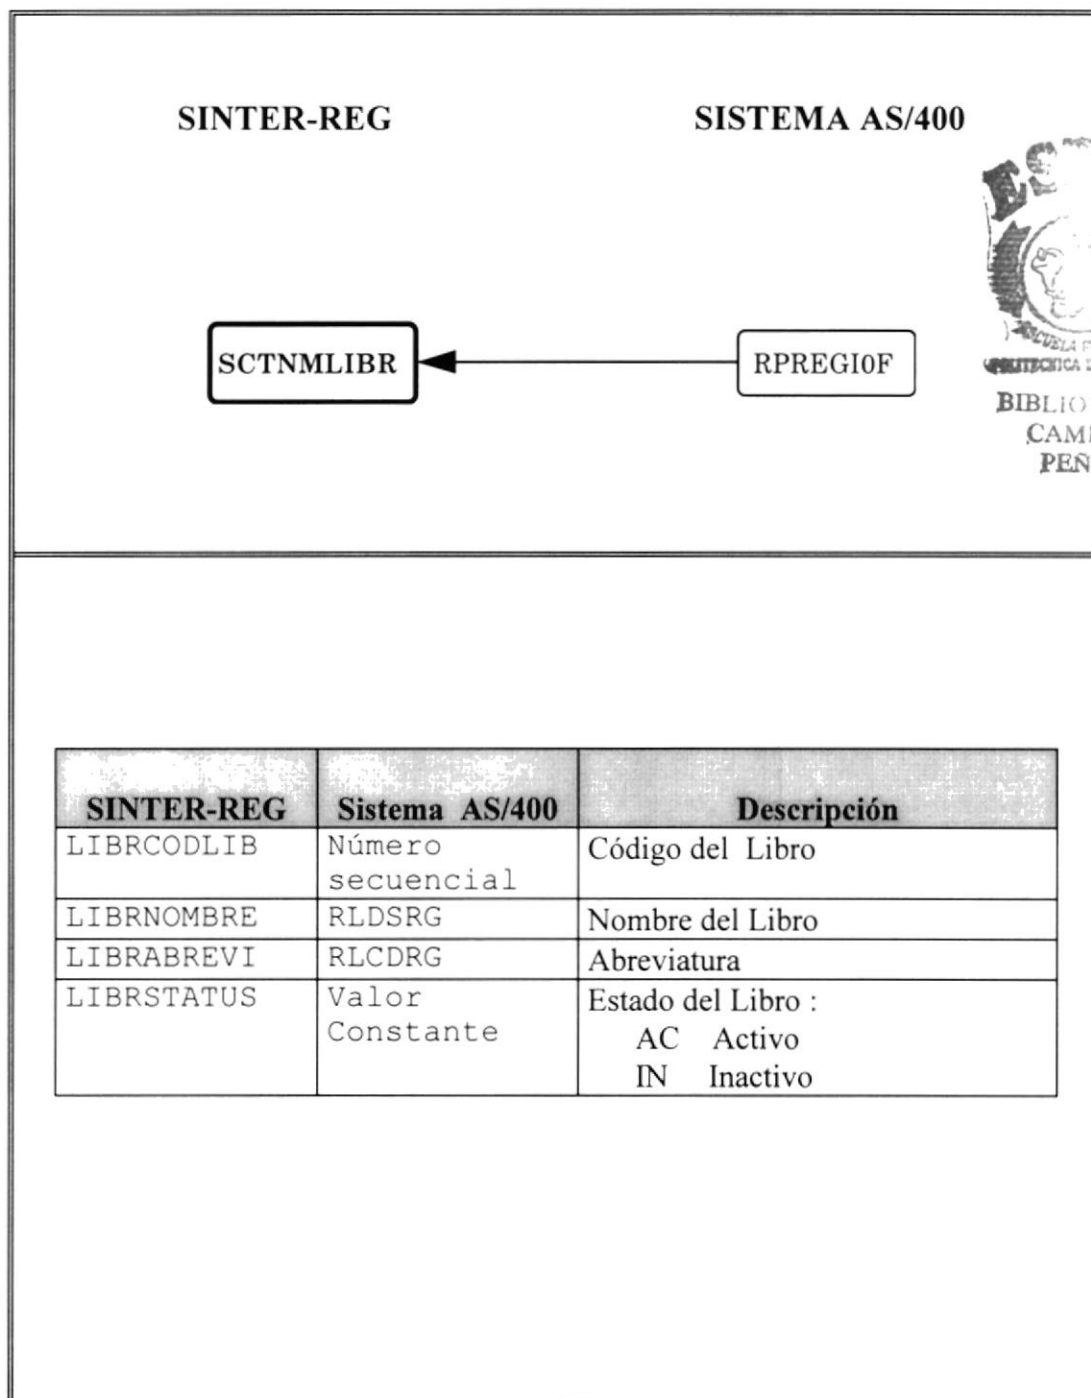 SINTER-REG SISTEMA AS/400
SCTNMLIBR RPREGI0F
BIBLIO
CAM
PEÑ
SINTER-REG Sistema AS/400 Descripción
LIBRCODLIB Número secuencial Código del Libro
LIBRNOMBRE RLDSRG Nombre del Libro
LIBRABREVI RLCDRG Abreviatura
LIBRSTATUS Valor Constante Estado del Libro :
AC Activo
IN Inactivo